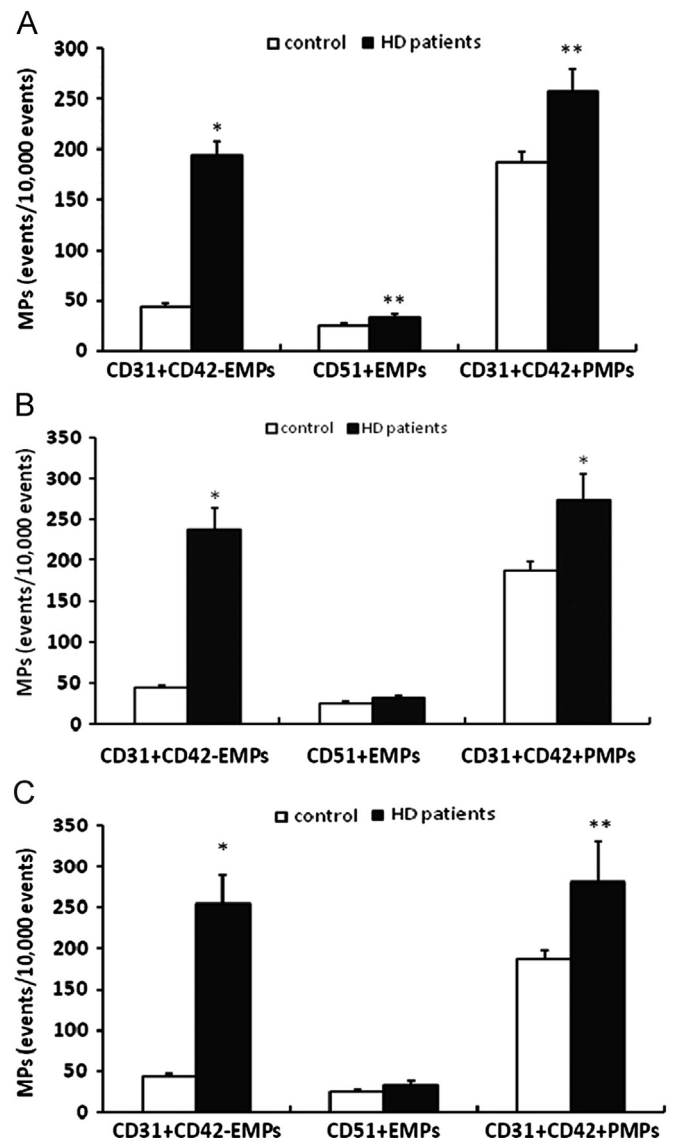 A
control HD patients
MPs (events/10,000 events)
300
250
200
150
100
50
0
*
**
**
CD31+CD42-EMPs CD51+EMPs CD31+CD42+PMPs
B
control HD patients
MPs (events/10,000 events)
350
300
250
200
150
100
50
0
*
*
CD31+CD42-EMPs CD51+EMPs CD31+CD42+PMPs
C
control HD patients
MPs (events/10,000 events)
350
300
250
200
150
100
50
0
*
**
CD31+CD42-EMPs CD51+EMPs CD31+CD42+PMPs